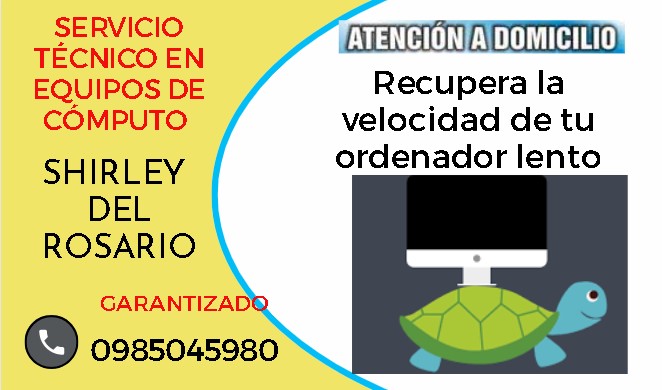 SERVICIO
TÉCNICO EN
EQUIPOS DE
CÓMPUTO
SHIRLEY
DEL
ROSARIO
GARANTIZADO
0985045980
ATENCIÓN A DOMICILIO
Recupera la
velocidad de tu
ordenador lento